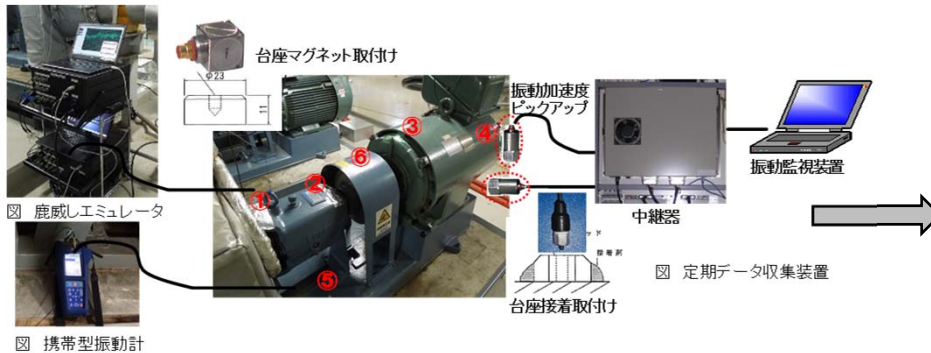 台座マグネット取付け
φ23
11
振動加速度
ピックアップ
①
②
③
④
⑤
⑥
振動監視装置
中継器
図 鹿威しエミュレータ
接着剤
台座接着取付け
図 定期データ収集装置
図 携帯型振動計